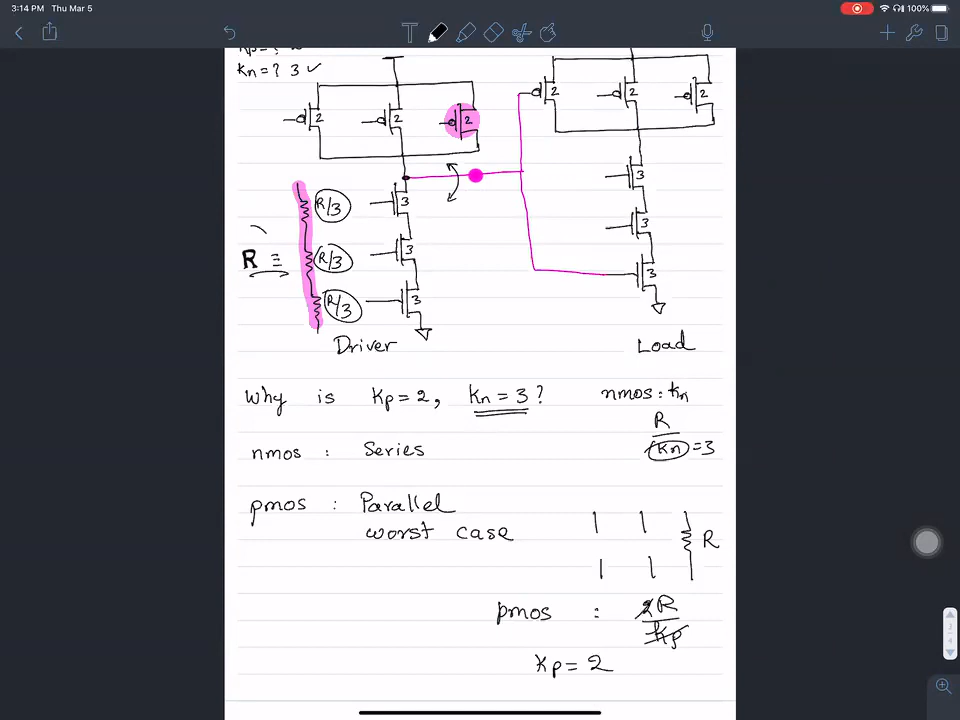 3:14 PM Thu Mar 5
100%
kn = ? 3 ✓
2 2 2
2 2 2
3
3
3
3
3
3
R ≡
R/3
R/3
R/3
Driver
Load
Why is kp = 2, kn = 3 ?
nmos : kn
R
kn = 3
nmos : Series
pmos : Parallel
worst case
R
pmos : 2R
kp
kp = 2